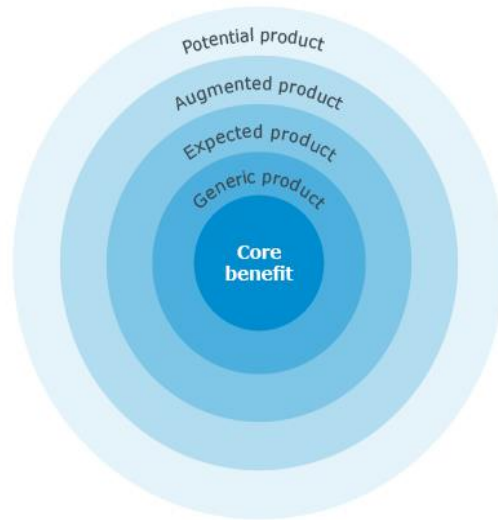 Potential product
Augmented product
Expected product
Generic product
Core
benefit